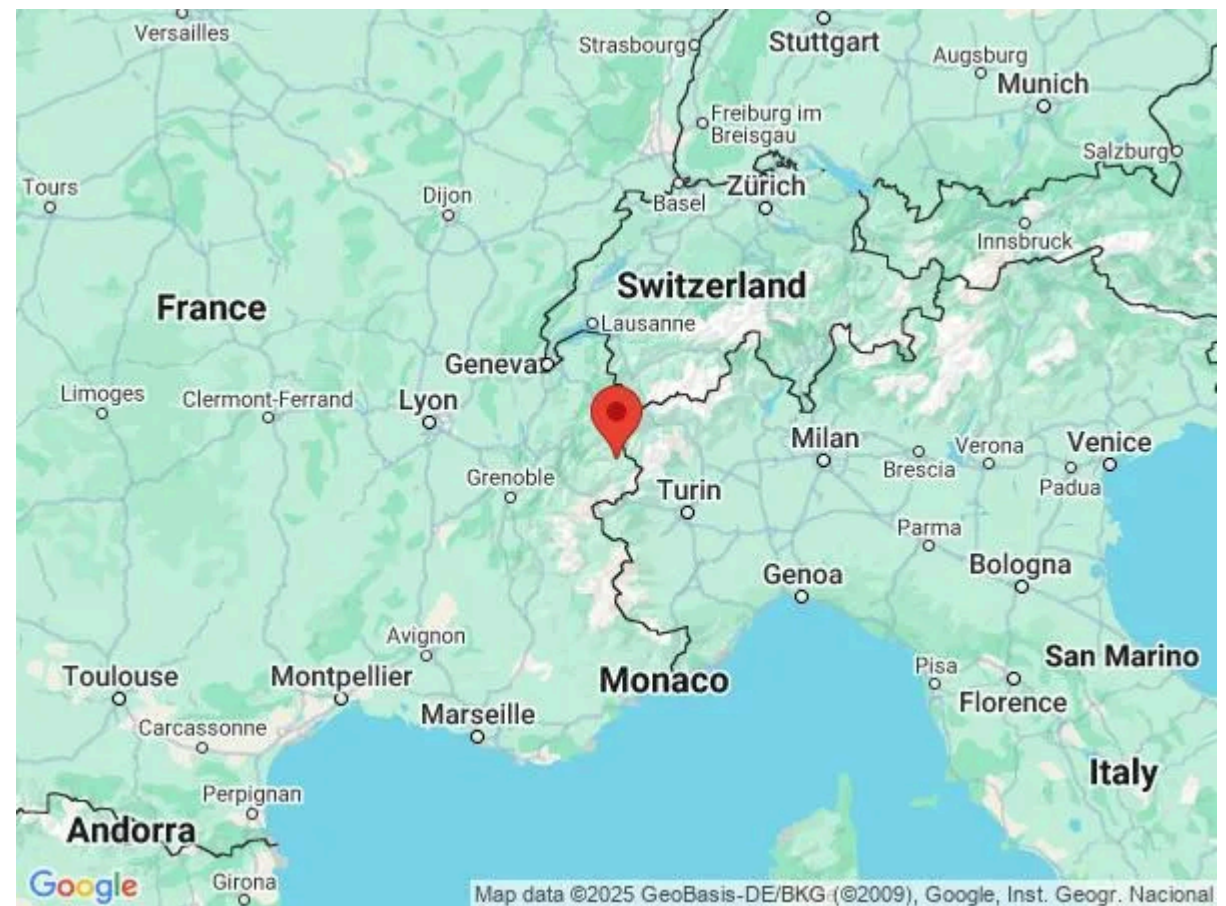 Versailles
Strasbourg
Stuttgart
Augsburg
Munich
Freiburg im
Breisgau
Salzburg
Tours
Dijon
Basel
Zürich
Innsbruck
Switzerland
France
Lausanne
Geneva
Limoges
Clermont-Ferrand
Lyon
Milan
Verona
Venice
Brescia
Padua
Grenoble
Turin
Parma
Genoa
Bologna
Avignon
Toulouse
Montpellier
Monaco
Pisa
San Marino
Florence
Marseille
Carcassonne
Italy
Perpignan
Andorra
Google
Girona
Map data ©2025 GeoBasis-DE/BKG (©2009), Google, Inst. Geogr. Nacional